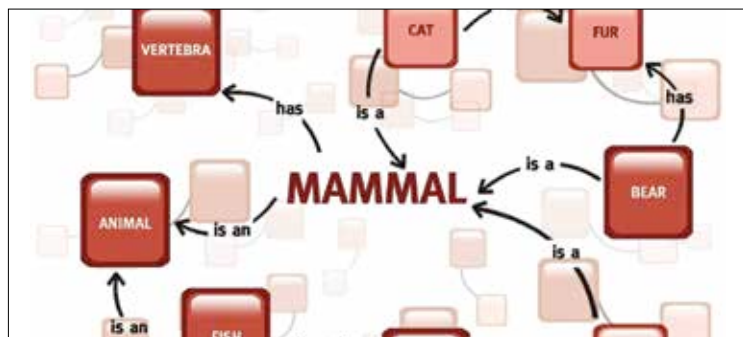 CAT
FUR
VERTEBRA
has
is a
has
MAMMAL
is a
BEAR
ANIMAL
is an
is a
is an
FISH